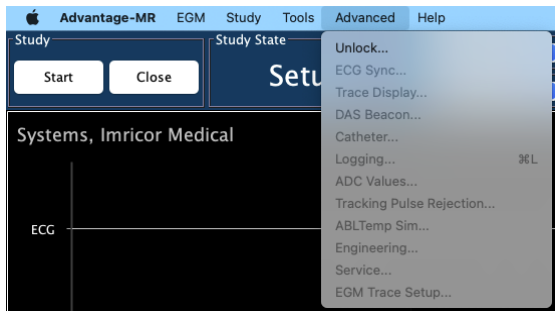 Advantage-MR EGM Study Tools Advanced Help
Study
Start Close
Study State
Setu
Unlock...
ECG Sync...
Trace Display...
DAS Beacon...
Catheter...
Logging... ⌘L
ADC Values...
Tracking Pulse Rejection...
ABLTemp Sim...
Engineering...
Service...
EGM Trace Setup...
Systems, Imricor Medical
ECG